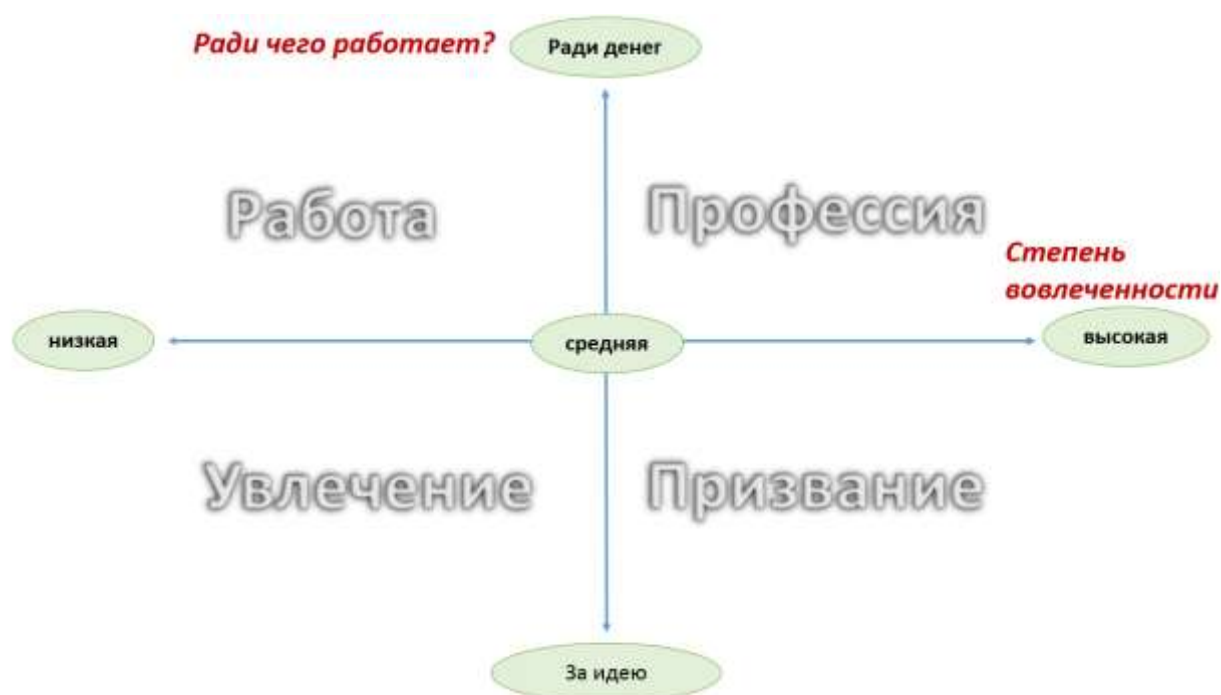 Ради чего работает?
Ради денег
Работа
Профессия
Степень
вовлеченности
низкая
средняя
высокая
Увлечение
Призвание
За идею